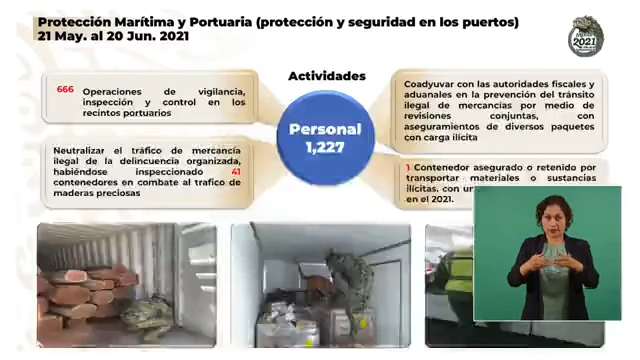 Protección Marítima y Portuaria (protección y seguridad en los puertos)
21 May. al 20 Jun. 2021
2021
Actividades
666 Operaciones de vigilancia,
inspección y control en los
recintos portuarios
Neutralizar el tráfico de mercancía
ilegal de la delincuencia organizada,
habiéndose inspeccionado 41
contenedores en combate al trafico de
maderas preciosas
Personal
1,227
Coadyuvar con las autoridades fiscales y
aduanales en la prevención del tránsito
ilegal de mercancías por medio de
revisiones conjuntas, con
aseguramientos de diversos paquetes
con carga ilícita
1 Contenedor asegurado o retenido por
transportar materiales o sustancias
ilícitas, con un
en el 2021.